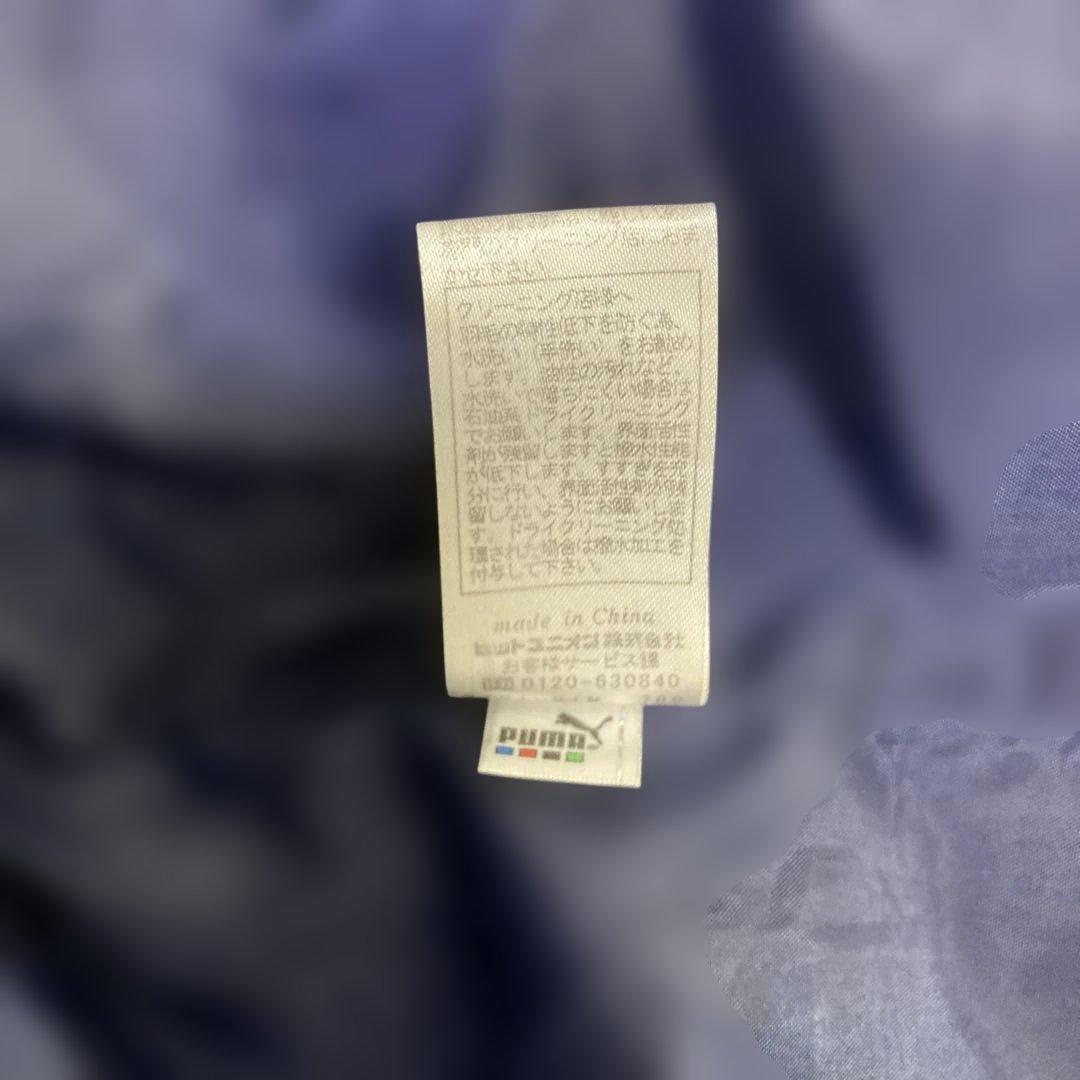 クリーニング店様へ
羽毛の保温性低下を防ぐ為、
水洗い(手洗い)をお勧め
します。油性の汚れなど
水洗いで落ちにくい場合は
石油系ドライクリーニング
でお願いします。界面活性
剤が残留しますと撥水性能
が低下します。すすぎを充
分に行い、界面活性剤が残
留しないようにお願いしま
す。ドライクリーニング処
理された場合は撥水加工を
付与して下さい。
made in China
ヒットユニオン株式会社
お客様サービス課
0120-630840
PUMA